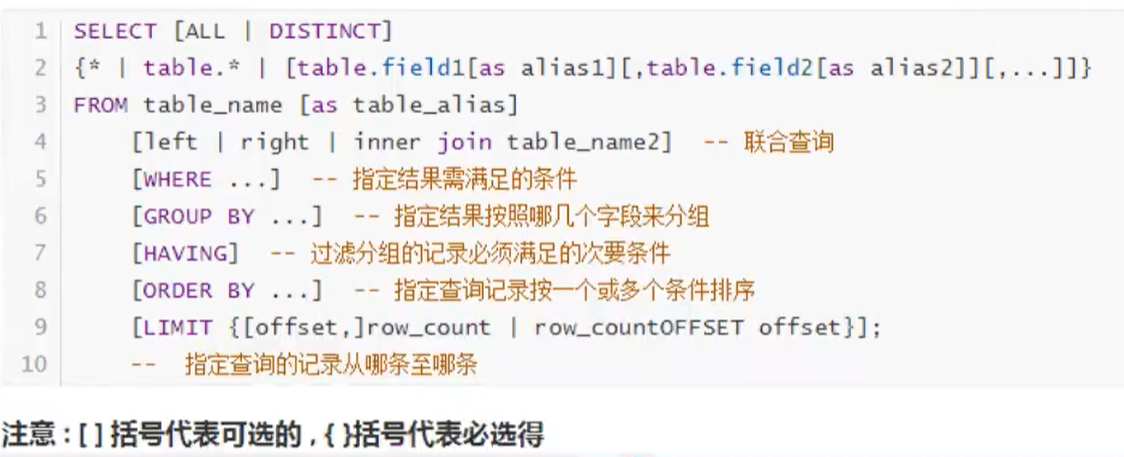 1 SELECT [ALL | DISTINCT]
2 {* | table.* | [table.field1[as alias1][,table.field2[as alias2]][,...]]}
3 FROM table_name [as table_alias]
4 [left | right | inner join table_name2] -- 联合查询
5 [WHERE ...] -- 指定结果需满足的条件
6 [GROUP BY ...] -- 指定结果按照哪几个字段来分组
7 [HAVING] -- 过滤分组的记录必须满足的次要条件
8 [ORDER BY ...] -- 指定查询记录按一个或多个条件排序
9 [LIMIT {[offset,]row_count | row_countOFFSET offset}];
10 -- 指定查询的记录从哪条至哪条
注意 : [ ] 括号代表可选的 , { }括号代表必选得